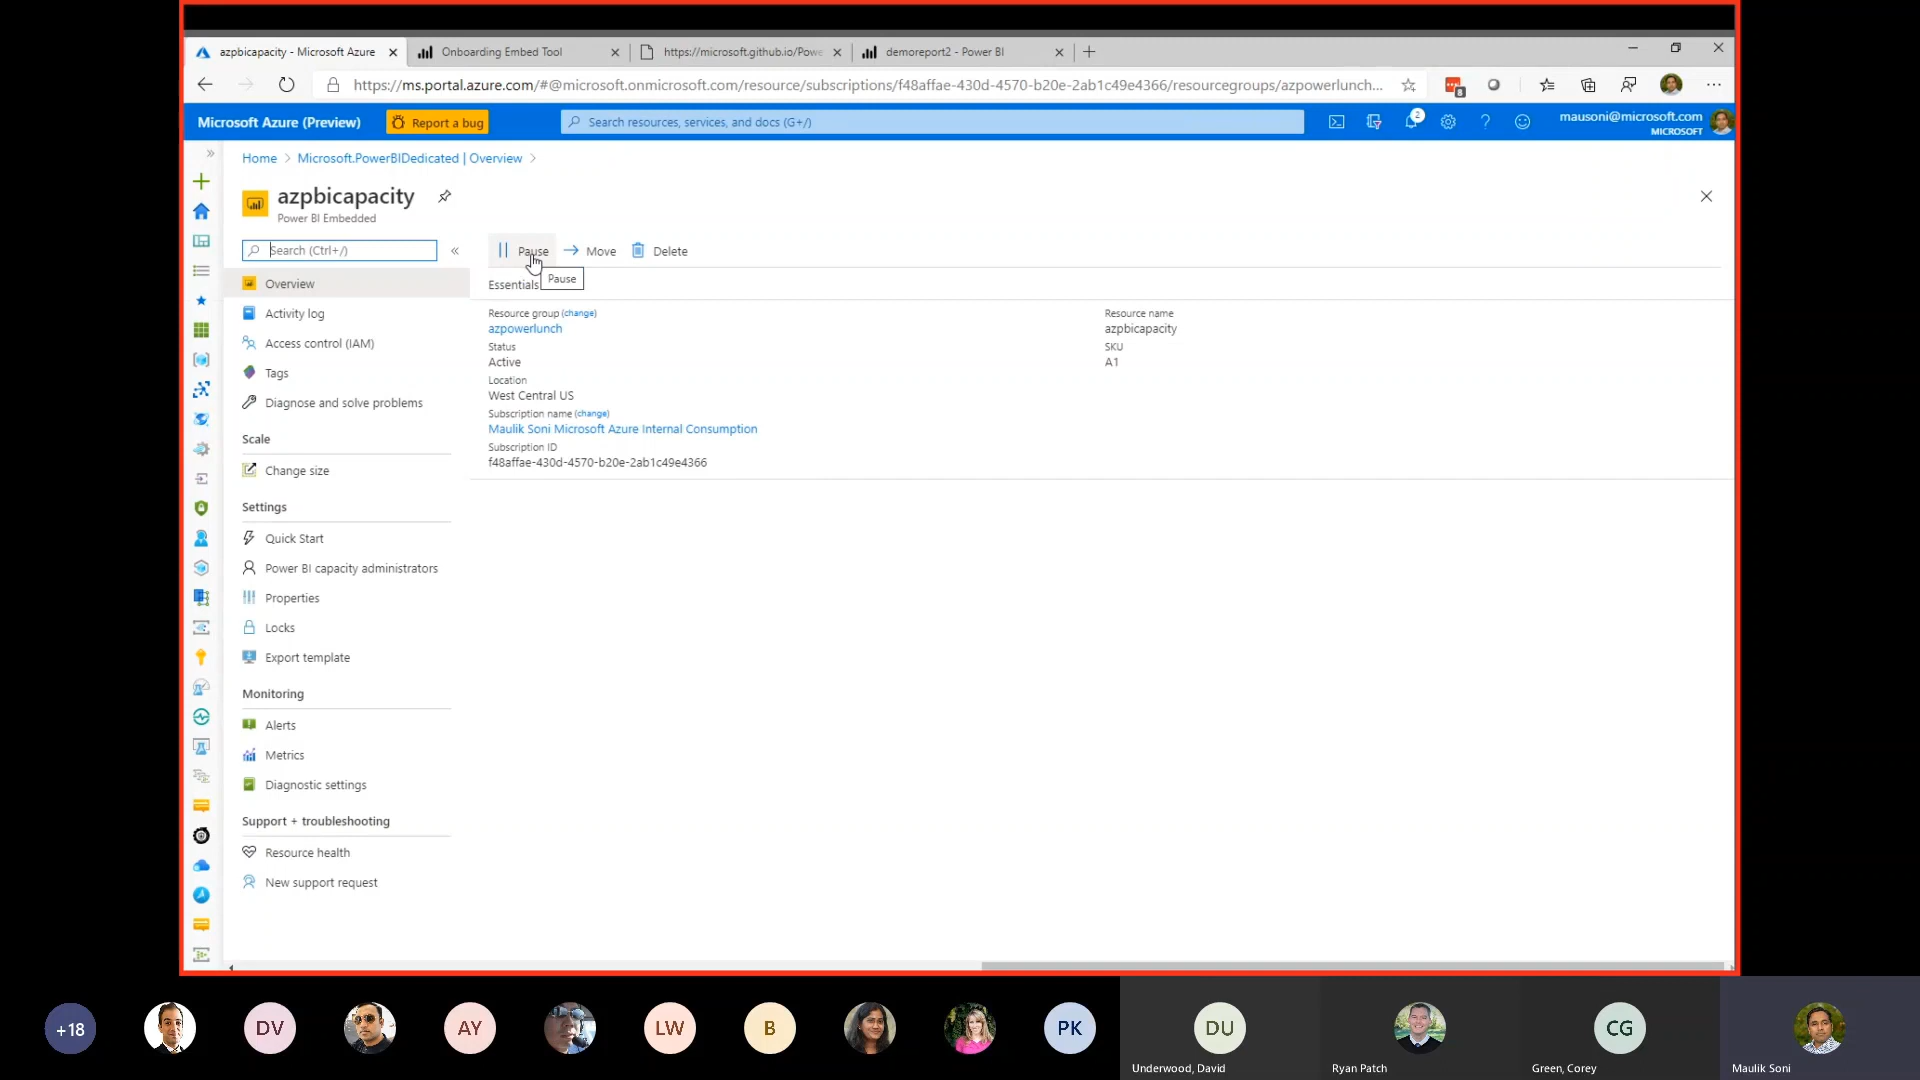 azpbicapacity - Microsoft Azure
Onboarding Embed Tool
https://microsoft.github.io/Powe
demoreport2 - Power BI
https://ms.portal.azure.com/#@microsoft.onmicrosoft.com/resource/subscriptions/f48affae-430d-4570-b20e-2ab1c49e4366/resourcegroups/azpowerlunch...
8
Microsoft Azure (Preview)
Report a bug
Search resources, services, and docs (G+/)
2
mausoni@microsoft.com
MICROSOFT
Home > Microsoft.PowerBIDedicated | Overview >
azpbicapacity
Power BI Embedded
Search (Ctrl+/)
«
Pause
Move
Delete
Pause
Overview
Essentials
Activity log
Access control (IAM)
Tags
Diagnose and solve problems
Scale
Change size
Settings
Quick Start
Power BI capacity administrators
Properties
Locks
Export template
Monitoring
Alerts
Metrics
Diagnostic settings
Support + troubleshooting
Resource health
New support request
Resource group (change)
azpowerlunch
Status
Active
Location
West Central US
Subscription name (change)
Maulik Soni Microsoft Azure Internal Consumption
Subscription ID
f48affae-430d-4570-b20e-2ab1c49e4366
Resource name
azpbicapacity
SKU
A1
+18
DV
AY
LW
B
PK
DU
CG
Underwood, David
Ryan Patch
Green, Corey
Maulik Soni